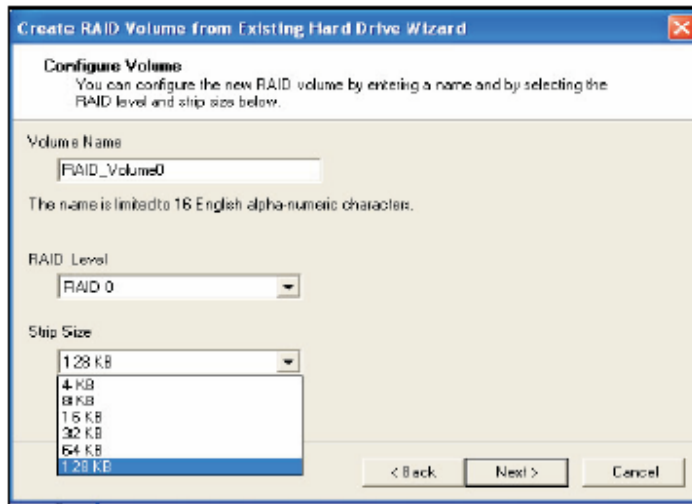 Create RAID Volume from Existing Hard Drive Wizard
Configure Volume
You can configure the new RAID volume by entering a name and by selecting the
RAID level and strip size below.
Volume Name
RAID_Volume0
The name is limited to 16 English alpha-numeric characters.
RAID Level
RAID 0
Strip Size
128 KB
4 KB
8 KB
16 KB
32 KB
64 KB
128 KB
< Back
Next >
Cancel